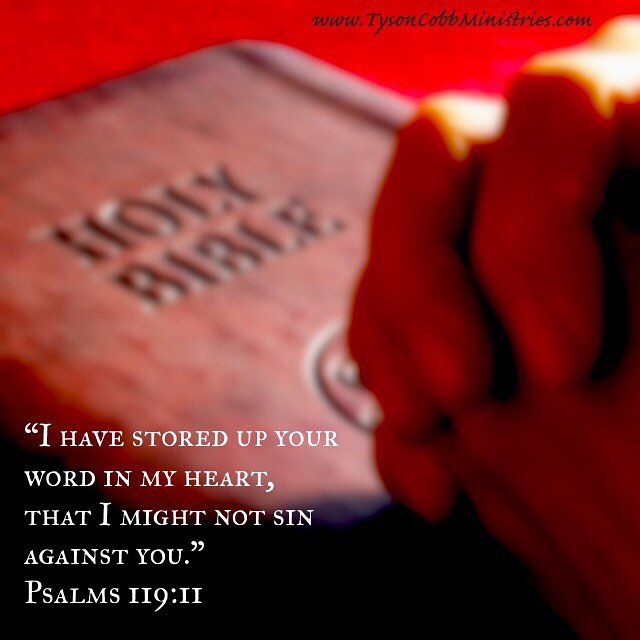 www.TysonCobbMinistries.com
HOLY
BIBLE
“I have stored up your
word in my heart,
that I might not sin
against you.”
Psalms 119:11